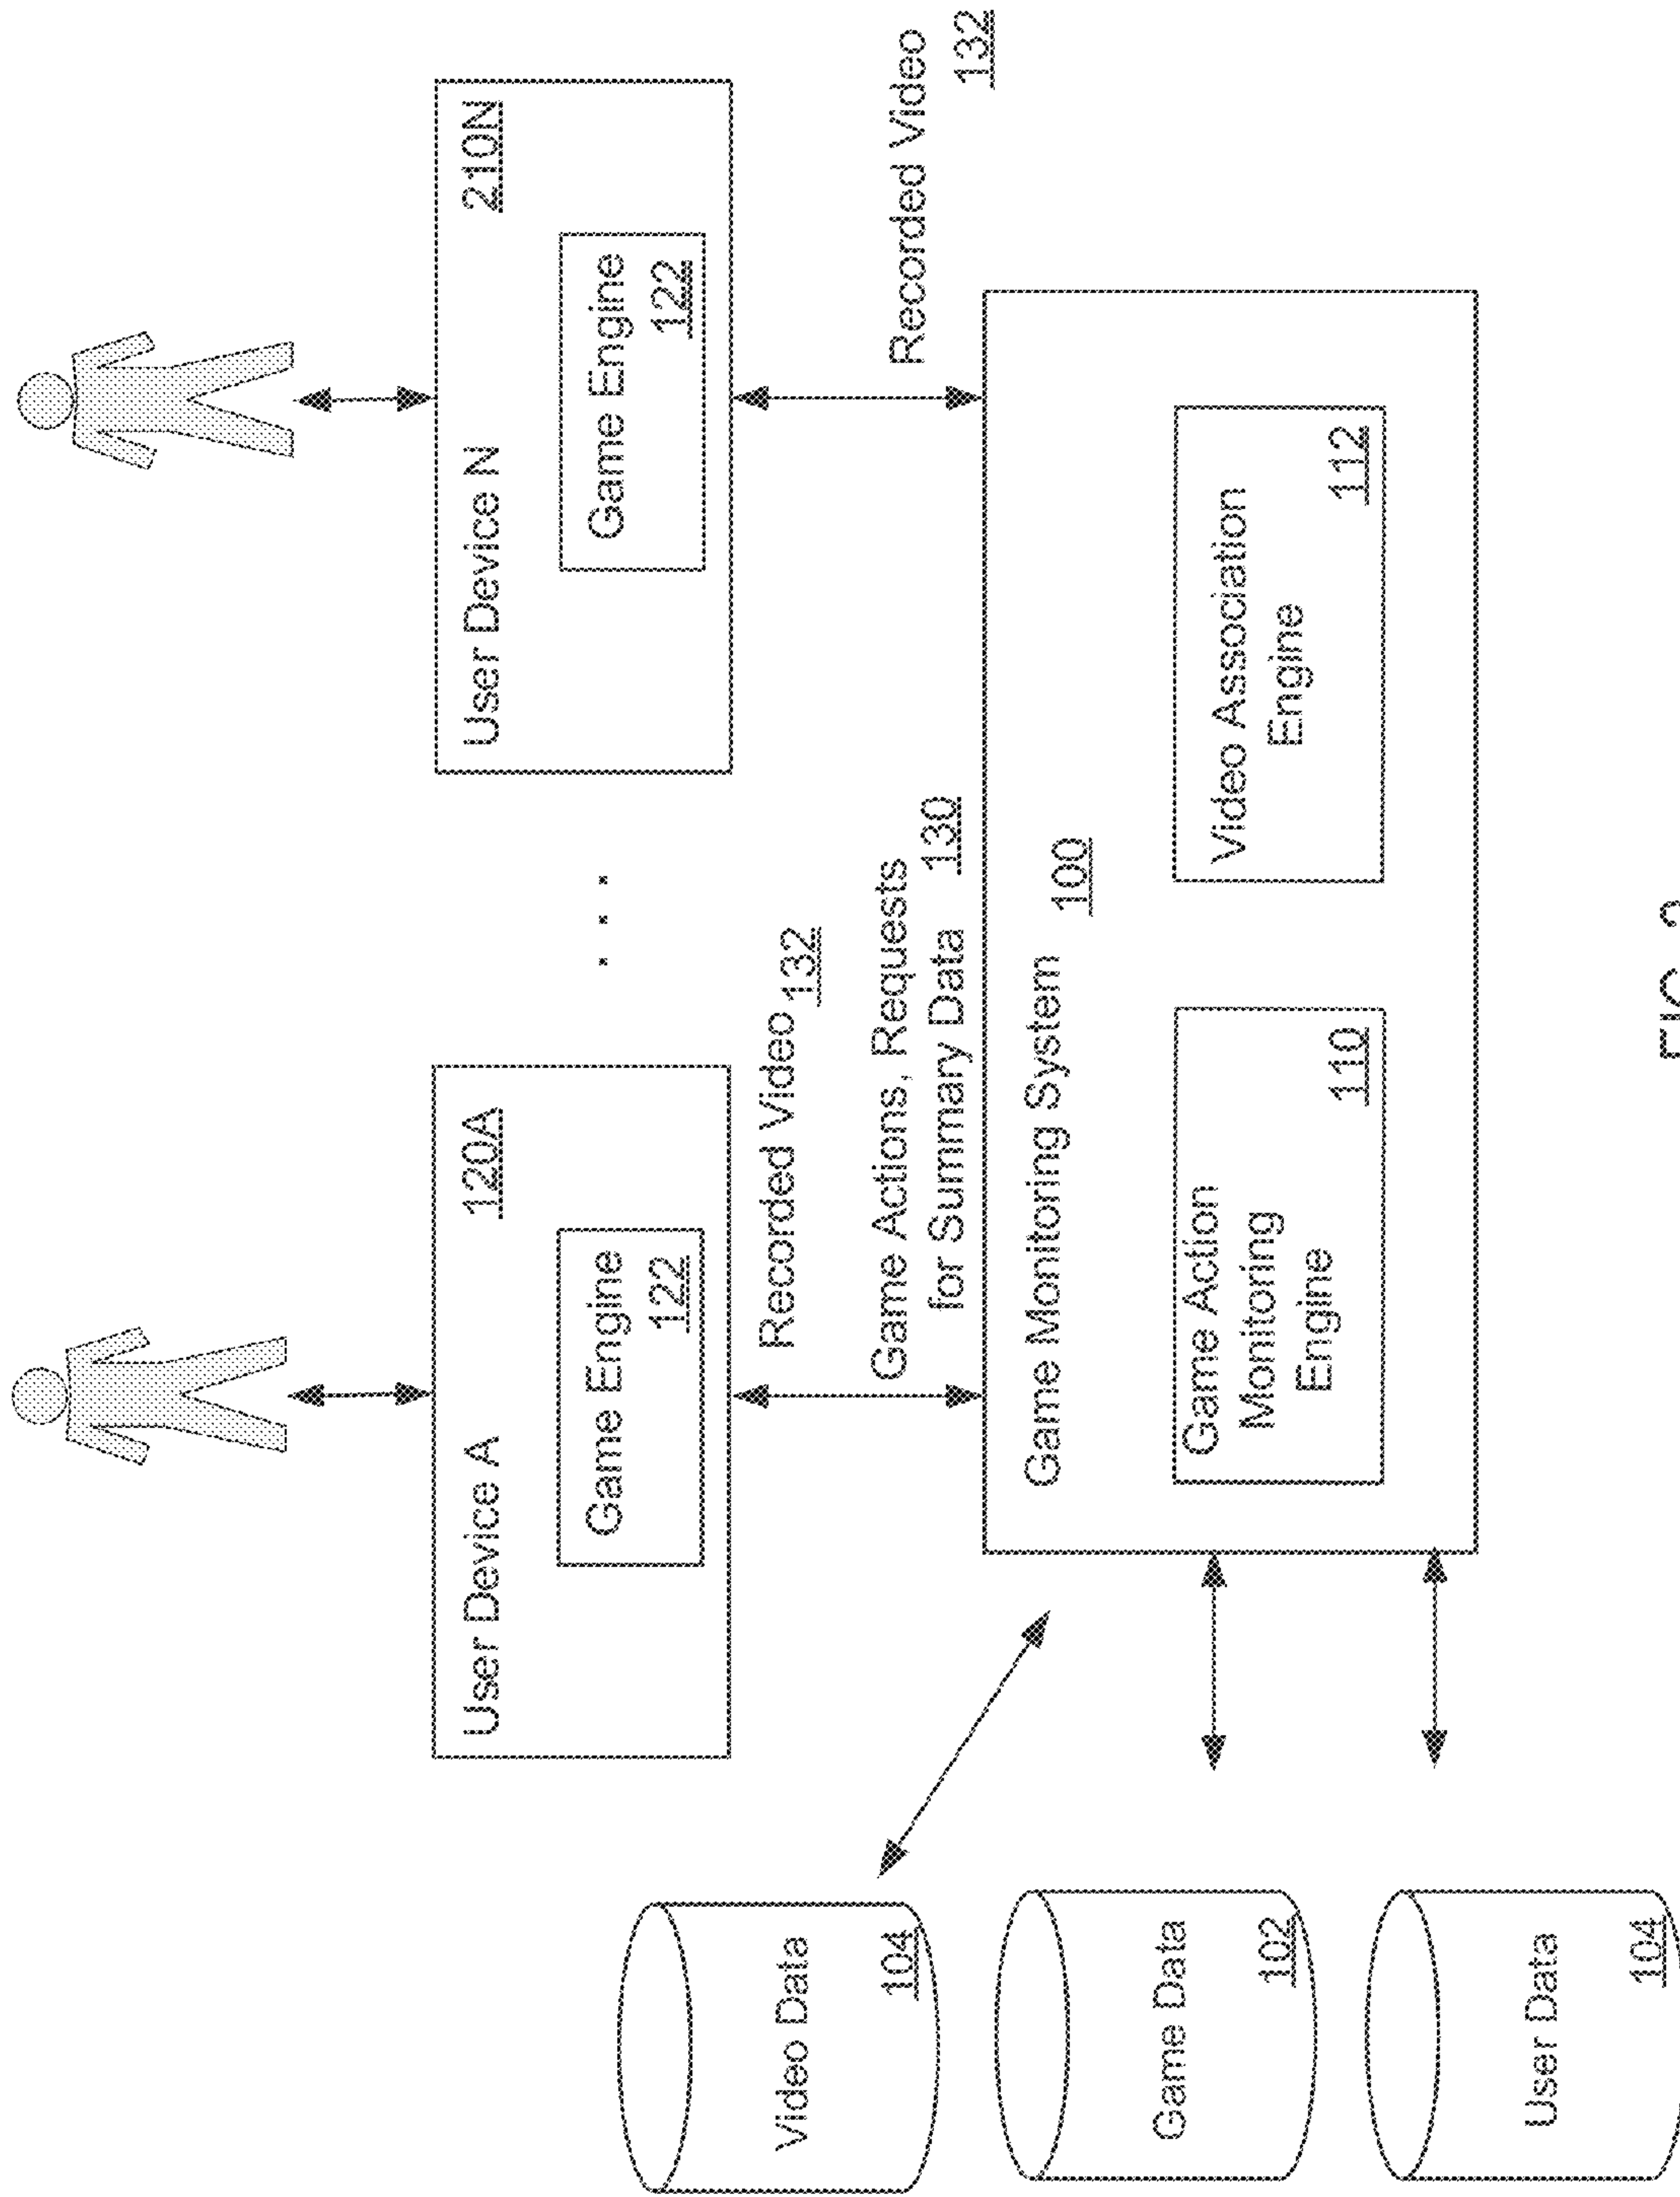 User Device A
120A
Game Engine
122
. . .
User Device N
210N
Game Engine
122
Recorded Video
132
Game Actions, Requests
for Summary Data
130
Recorded Video
132
Video Data
104
Game Data
102
User Data
104
Game Monitoring System
100
Game Action
Monitoring
Engine
110
Video Association
Engine
112
FIG.